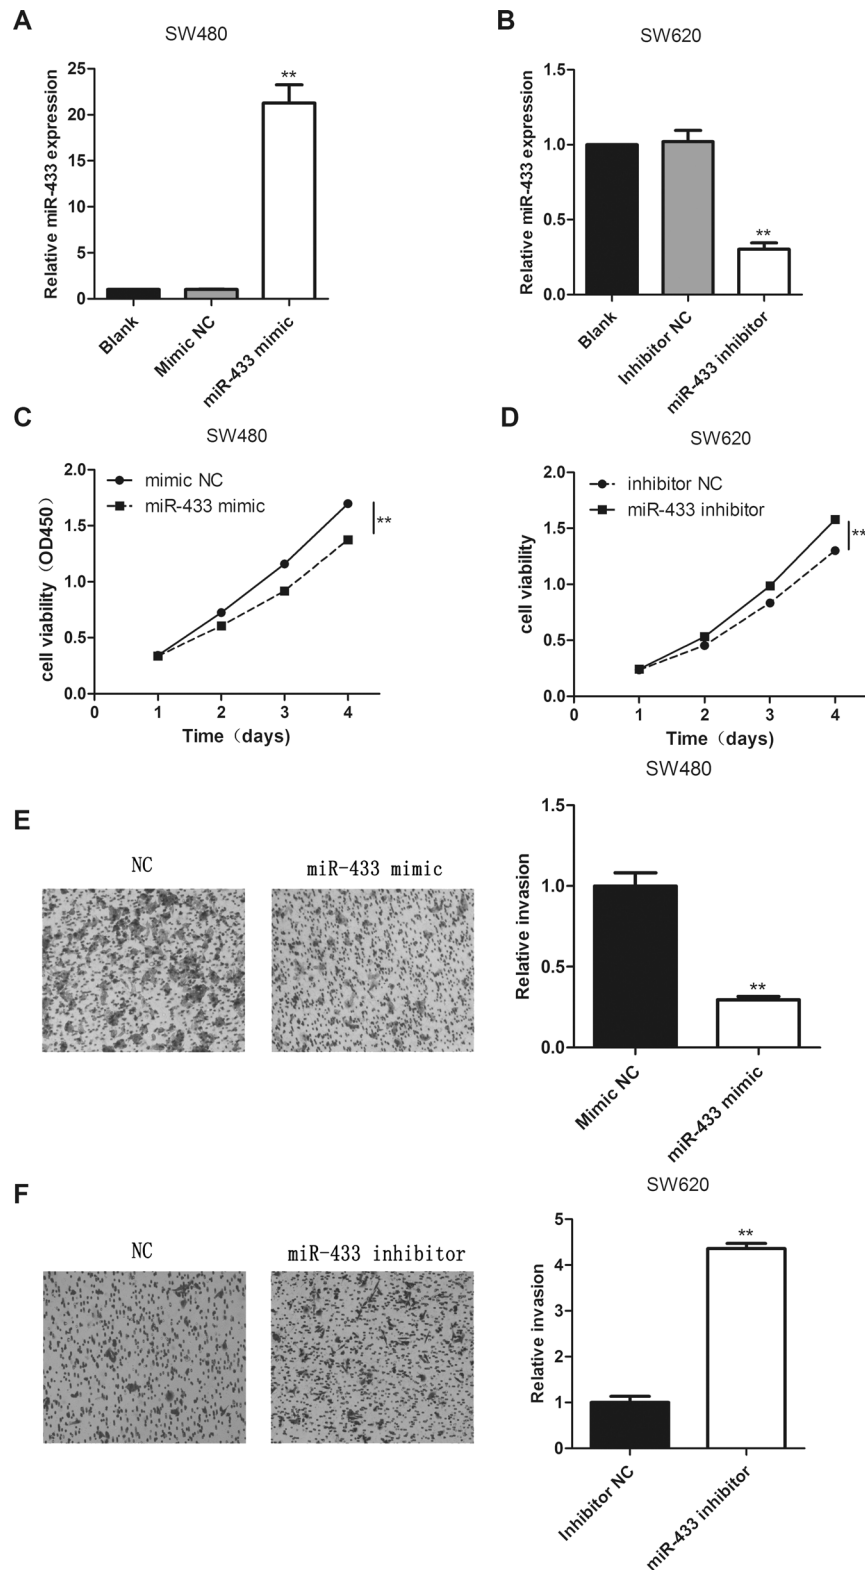 A
SW480
Relative miR-433 expression
25
20
15
10
5
0
**
Blank
Mimic NC
miR-433 mimic
B
SW620
Relative miR-433 expression
1.5
1.0
0.5
0.0
**
Blank
Inhibitor NC
miR-433 inhibitor
C
SW480
cell viability（OD450）
2.0
1.5
1.0
0.5
0.0
mimic NC
miR-433 mimic
**
0 1 2 3 4
Time（days)
D
SW620
cell viability
2.0
1.5
1.0
0.5
0.0
inhibitor NC
miR-433 inhibitor
**
0 1 2 3 4
Time（days)
E
NC
miR-433 mimic
SW480
Relative invasion
1.5
1.0
0.5
0.0
**
Mimic NC
miR-433 mimic
F
NC
miR-433 inhibitor
SW620
Relative invasion
5
4
3
2
1
0
**
Inhibitor NC
miR-433 inhibitor